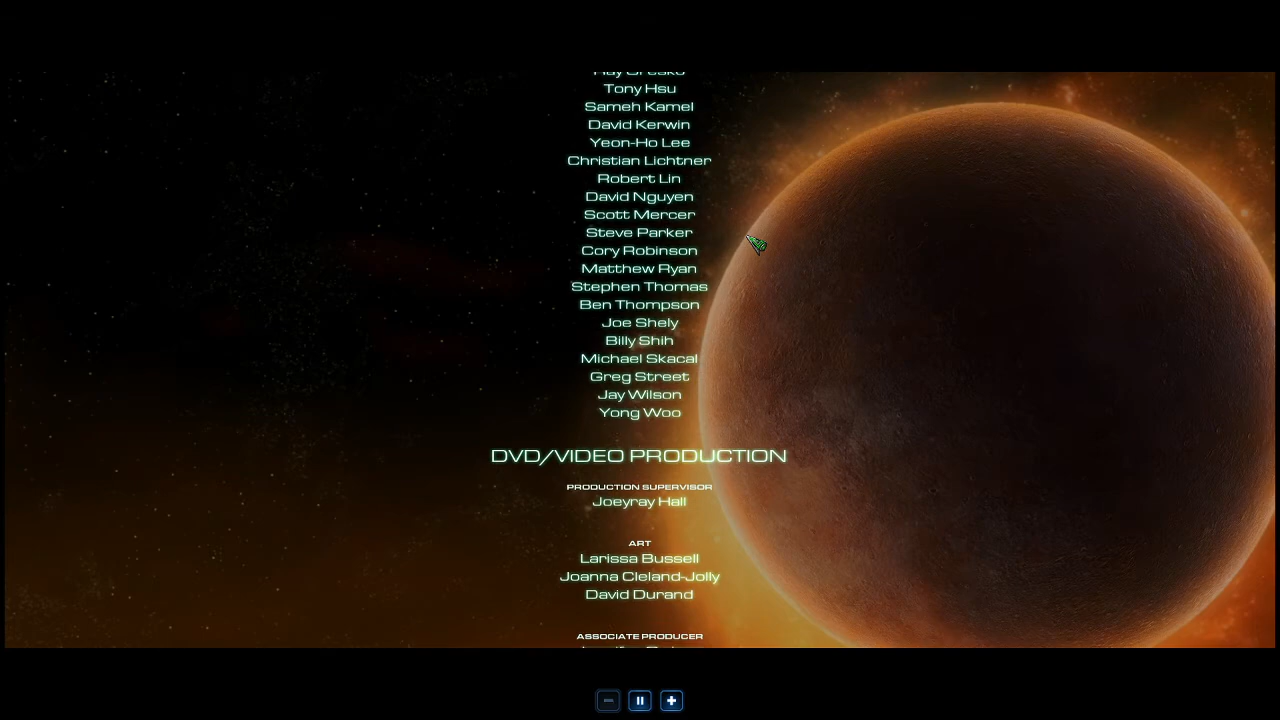 Tony Hsu
Sameh Kamel
David Kerwin
Yeon-Ho Lee
Christian Lichtner
Robert Lin
David Nguyen
Scott Mercer
Steve Parker
Cory Robinson
Matthew Ryan
Stephen Thomas
Ben Thompson
Joe Shely
Billy Shih
Michael Skacal
Greg Street
Jay Wilson
Yong Woo
DVD/VIDEO PRODUCTION
PRODUCTION SUPERVISOR
Joeyray Hall
ART
Larissa Bussell
Joanna Cleland-Jolly
David Durand
ASSOCIATE PRODUCER